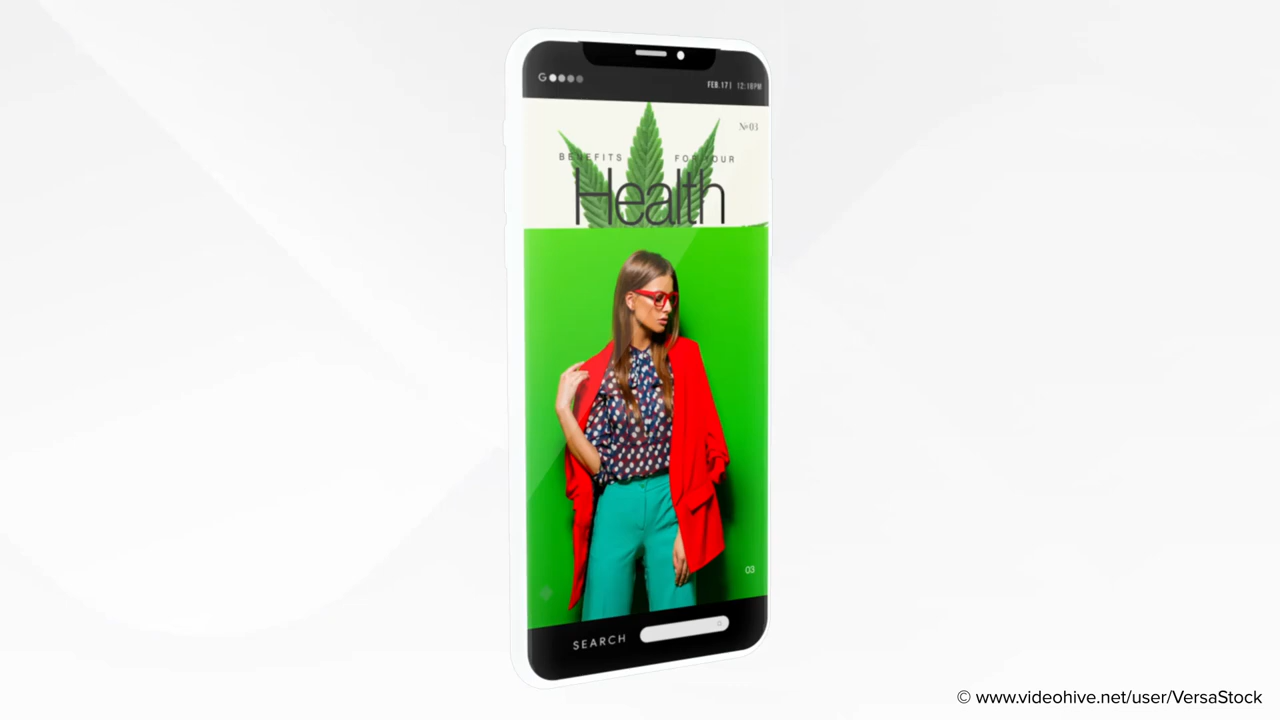 G
FEB.17 | 12:18PM
№03
BENEFITS FOR YOUR
Health
03
SEARCH
© www.videohive.net/user/VersaStock